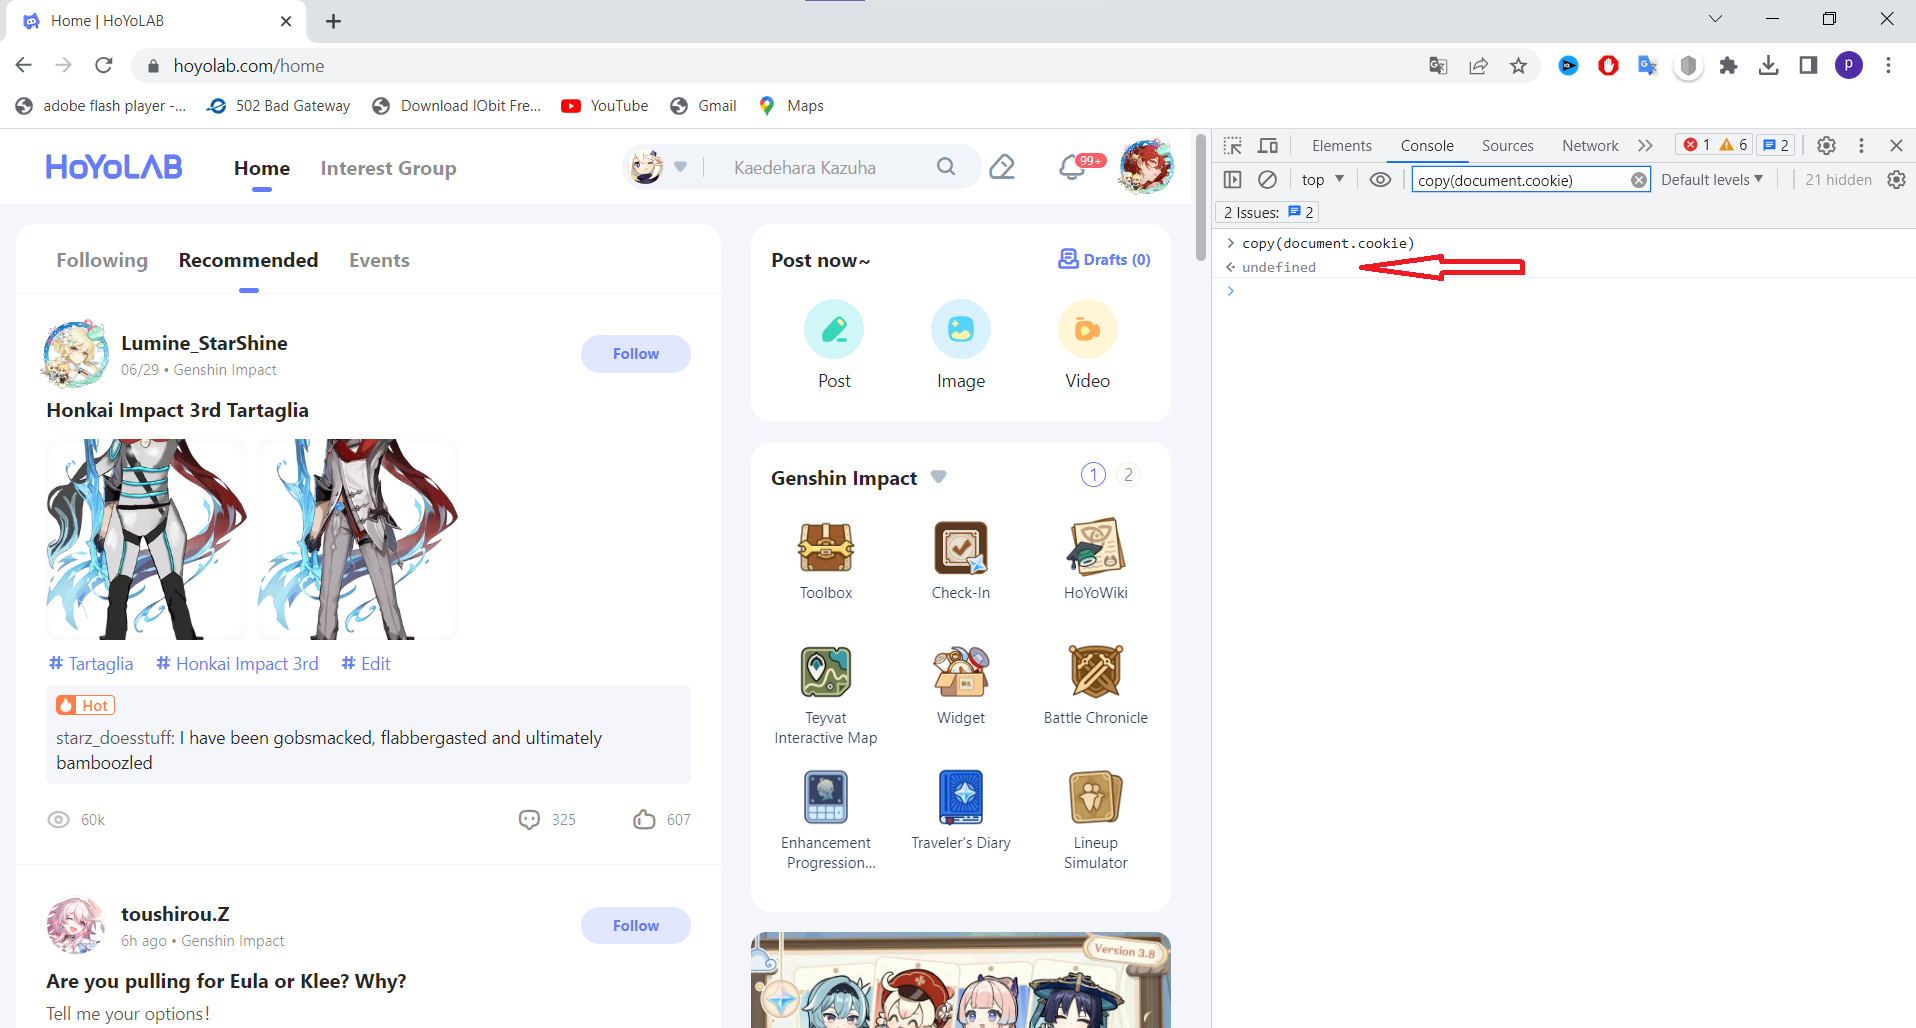 Home | HoYoLAB
hoyolab.com/home
adobe flash player -...
502 Bad Gateway
Download IObit Fre...
YouTube
Gmail
Maps
HoYoLAB
Home
Interest Group
Kaedehara Kazuha
99+
P
Following
Recommended
Events
Lumine_StarShine
06/29 • Genshin Impact
Follow
Honkai Impact 3rd Tartaglia
# Tartaglia
# Honkai Impact 3rd
# Edit
Hot
starz_doesstuff: I have been gobsmacked, flabbergasted and ultimately
bamboozled
60k
325
607
toushirou.Z
6h ago • Genshin Impact
Follow
Are you pulling for Eula or Klee? Why?
Tell me your options!
Post now~
Drafts (0)
Post
Image
Video
Genshin Impact
1
2
Toolbox
Check-In
HoYoWiki
Teyvat
Interactive Map
Widget
Battle Chronicle
Enhancement
Progression...
Traveler's Diary
Lineup
Simulator
Version 3.8
Elements
Console
Sources
Network
1
6
2
top
copy(document.cookie)
Default levels
21 hidden
2 Issues:
2
copy(document.cookie)
undefined